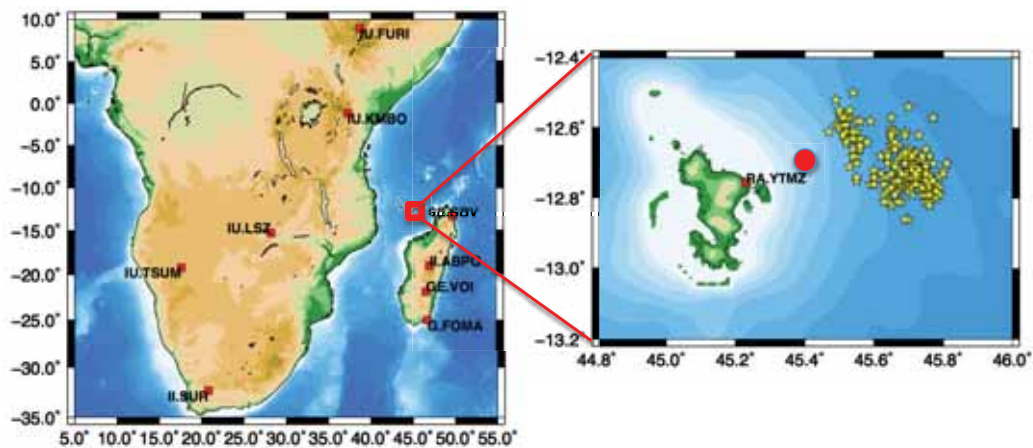 10.0°
5.0°
0.0°
−5.0°
−10.0°
−15.0°
−20.0°
−25.0°
−30.0°
−35.0°
5.0° 10.0° 15.0° 20.0° 25.0° 30.0° 35.0° 40.0° 45.0° 50.0° 55.0°
IU.FURI
IU.KMBO
IU.LSZ
IU.TSUM
II.ABPO
GE.VOI
G.FOMA
II.SUR
−12.4°
−12.6°
−12.8°
−13.0°
−13.2°
44.8° 45.0° 45.2° 45.4° 45.6° 45.8° 46.0°
RA.YTMZ